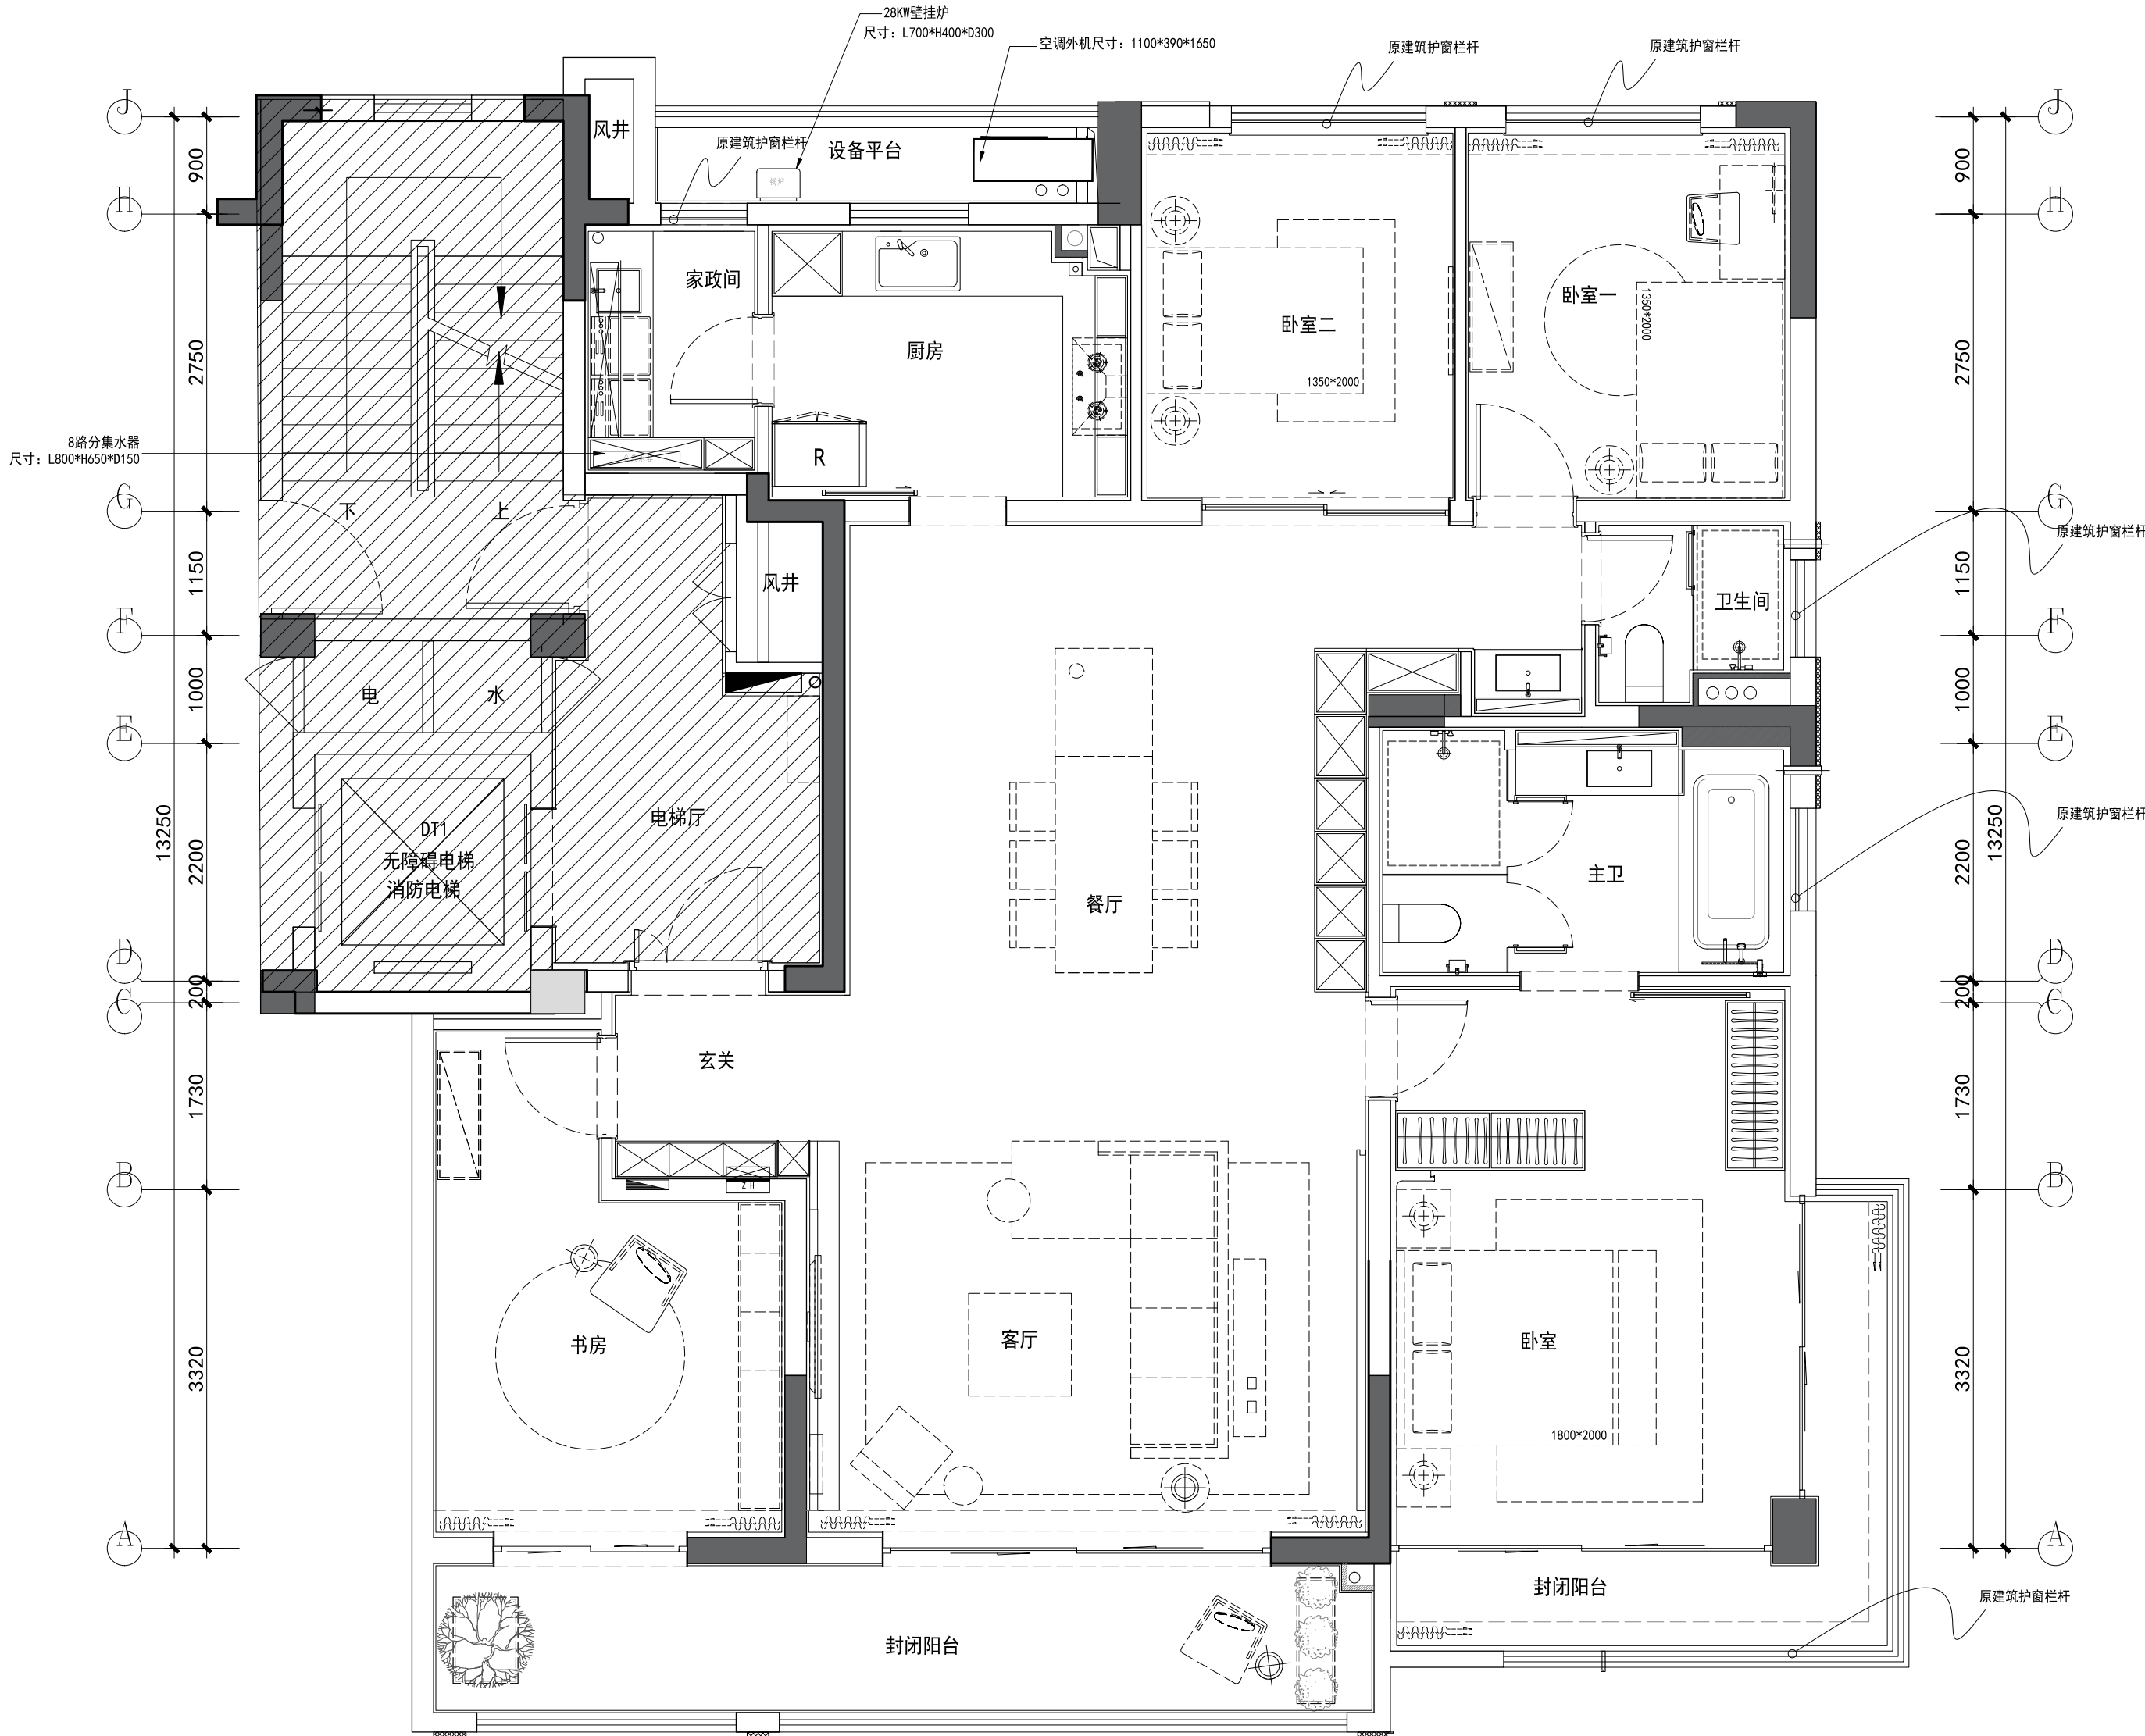 28KW壁挂炉
尺寸：L700*H400*D300
空调外机尺寸：1100*390*1650
原建筑护窗栏杆
原建筑护窗栏杆
J
J
风井
原建筑护窗栏杆
设备平台
锅炉
900
900
H
H
家政间
厨房
卧室二
卧室一
1350*2000
1350*2000
2750
2750
8路分集水器
尺寸：L800*H650*D150
R
G
G
下
上
原建筑护窗栏杆
1150
1150
风井
卫生间
F
F
电
水
1000
1000
E
E
13250
13250
DT1
无障碍电梯
消防电梯
电梯厅
2200
2200
原建筑护窗栏杆
餐厅
主卫
D
D
200
200
C
C
玄关
1730
1730
B
B
Z H
书房
客厅
卧室
1800*2000
3320
3320
A
A
封闭阳台
原建筑护窗栏杆
封闭阳台